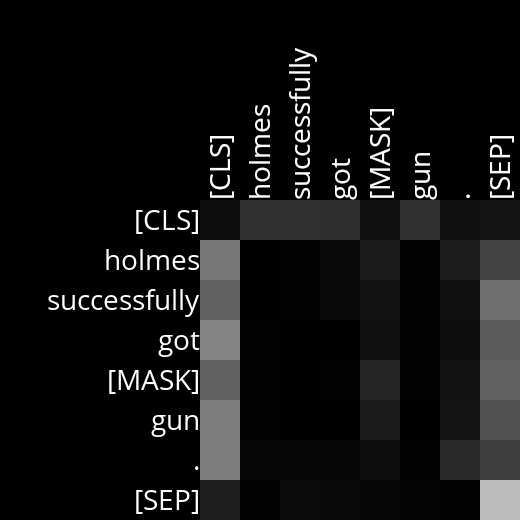 [CLS] holmes successfully got [MASK] gun . [SEP]
[CLS]
holmes
successfully
got
[MASK]
gun
.
[SEP]